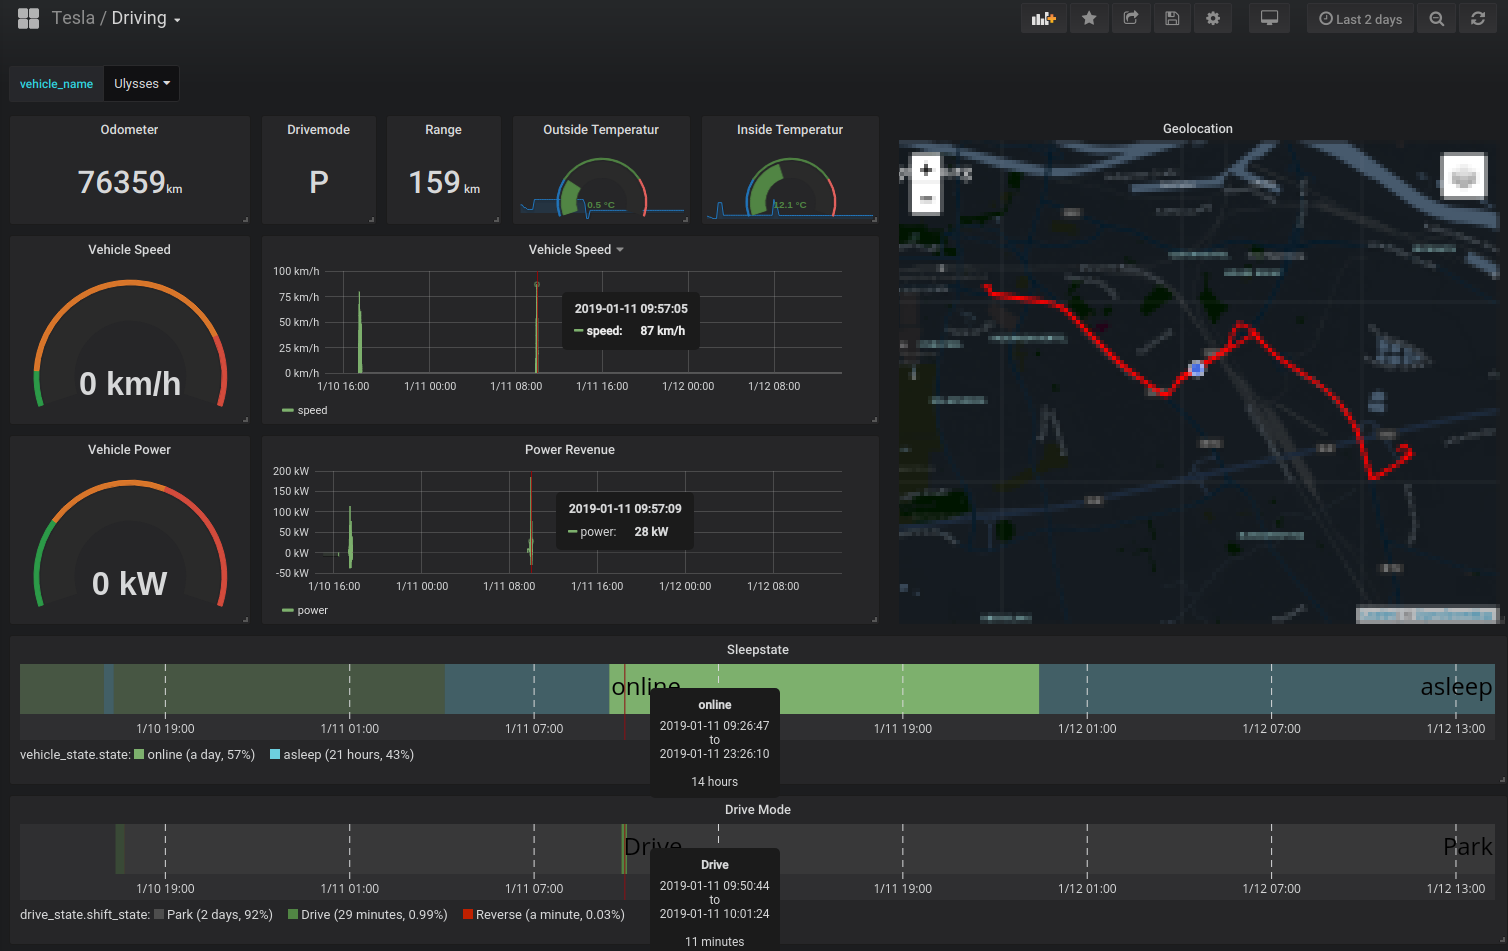 Tesla / Driving
Last 2 days
vehicle_name Ulysses
Odometer
76359 km
Drivemode
P
Range
159 km
Outside Temperatur
0.5 °C
Inside Temperatur
12.1 °C
Geolocation
+
−
Vehicle Speed
0 km/h
Vehicle Speed
100 km/h
75 km/h
50 km/h
25 km/h
0 km/h
1/10 16:00 1/11 00:00 1/11 08:00 1/11 16:00 1/12 00:00 1/12 08:00
speed
2019-01-11 09:57:05
speed: 87 km/h
Vehicle Power
0 kW
Power Revenue
200 kW
150 kW
100 kW
50 kW
0 kW
-50 kW
1/10 16:00 1/11 00:00 1/11 08:00 1/11 16:00 1/12 00:00 1/12 08:00
power
2019-01-11 09:57:09
power: 28 kW
Sleepstate
online
asleep
1/10 19:00 1/11 01:00 1/11 07:00 1/11 19:00 1/12 01:00 1/12 07:00 1/12 13:00
vehicle_state.state: online (a day, 57%) asleep (21 hours, 43%)
online
2019-01-11 09:26:47
to
2019-01-11 23:26:10
14 hours
Drive Mode
Drive
Park
1/10 19:00 1/11 01:00 1/11 07:00 1/11 19:00 1/12 01:00 1/12 07:00 1/12 13:00
drive_state.shift_state: Park (2 days, 92%) Drive (29 minutes, 0.99%) Reverse (a minute, 0.03%)
Drive
2019-01-11 09:50:44
to
2019-01-11 10:01:24
11 minutes